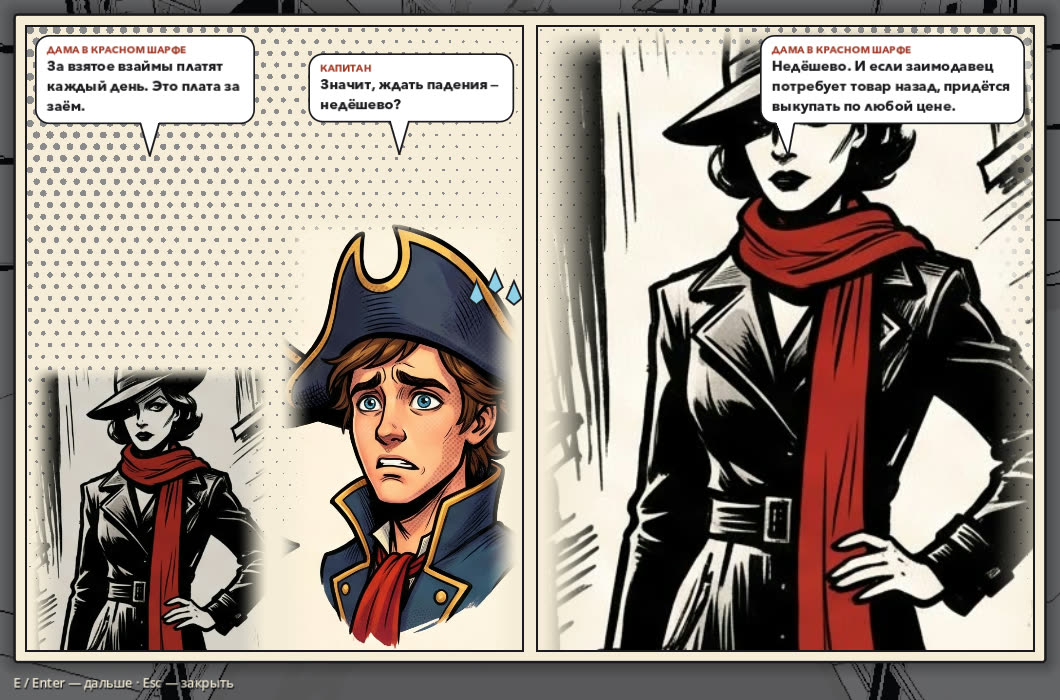 ДАМА В КРАСНОМ ШАРФЕ
За взятое взаймы платят
каждый день. Это плата за
заём.
КАПИТАН
Значит, ждать падения —
недёшево?
ДАМА В КРАСНОМ ШАРФЕ
Недёшево. И если заимодавец
потребует товар назад, придётся
выкупать по любой цене.
E / Enter — дальше · Esc — закрыть